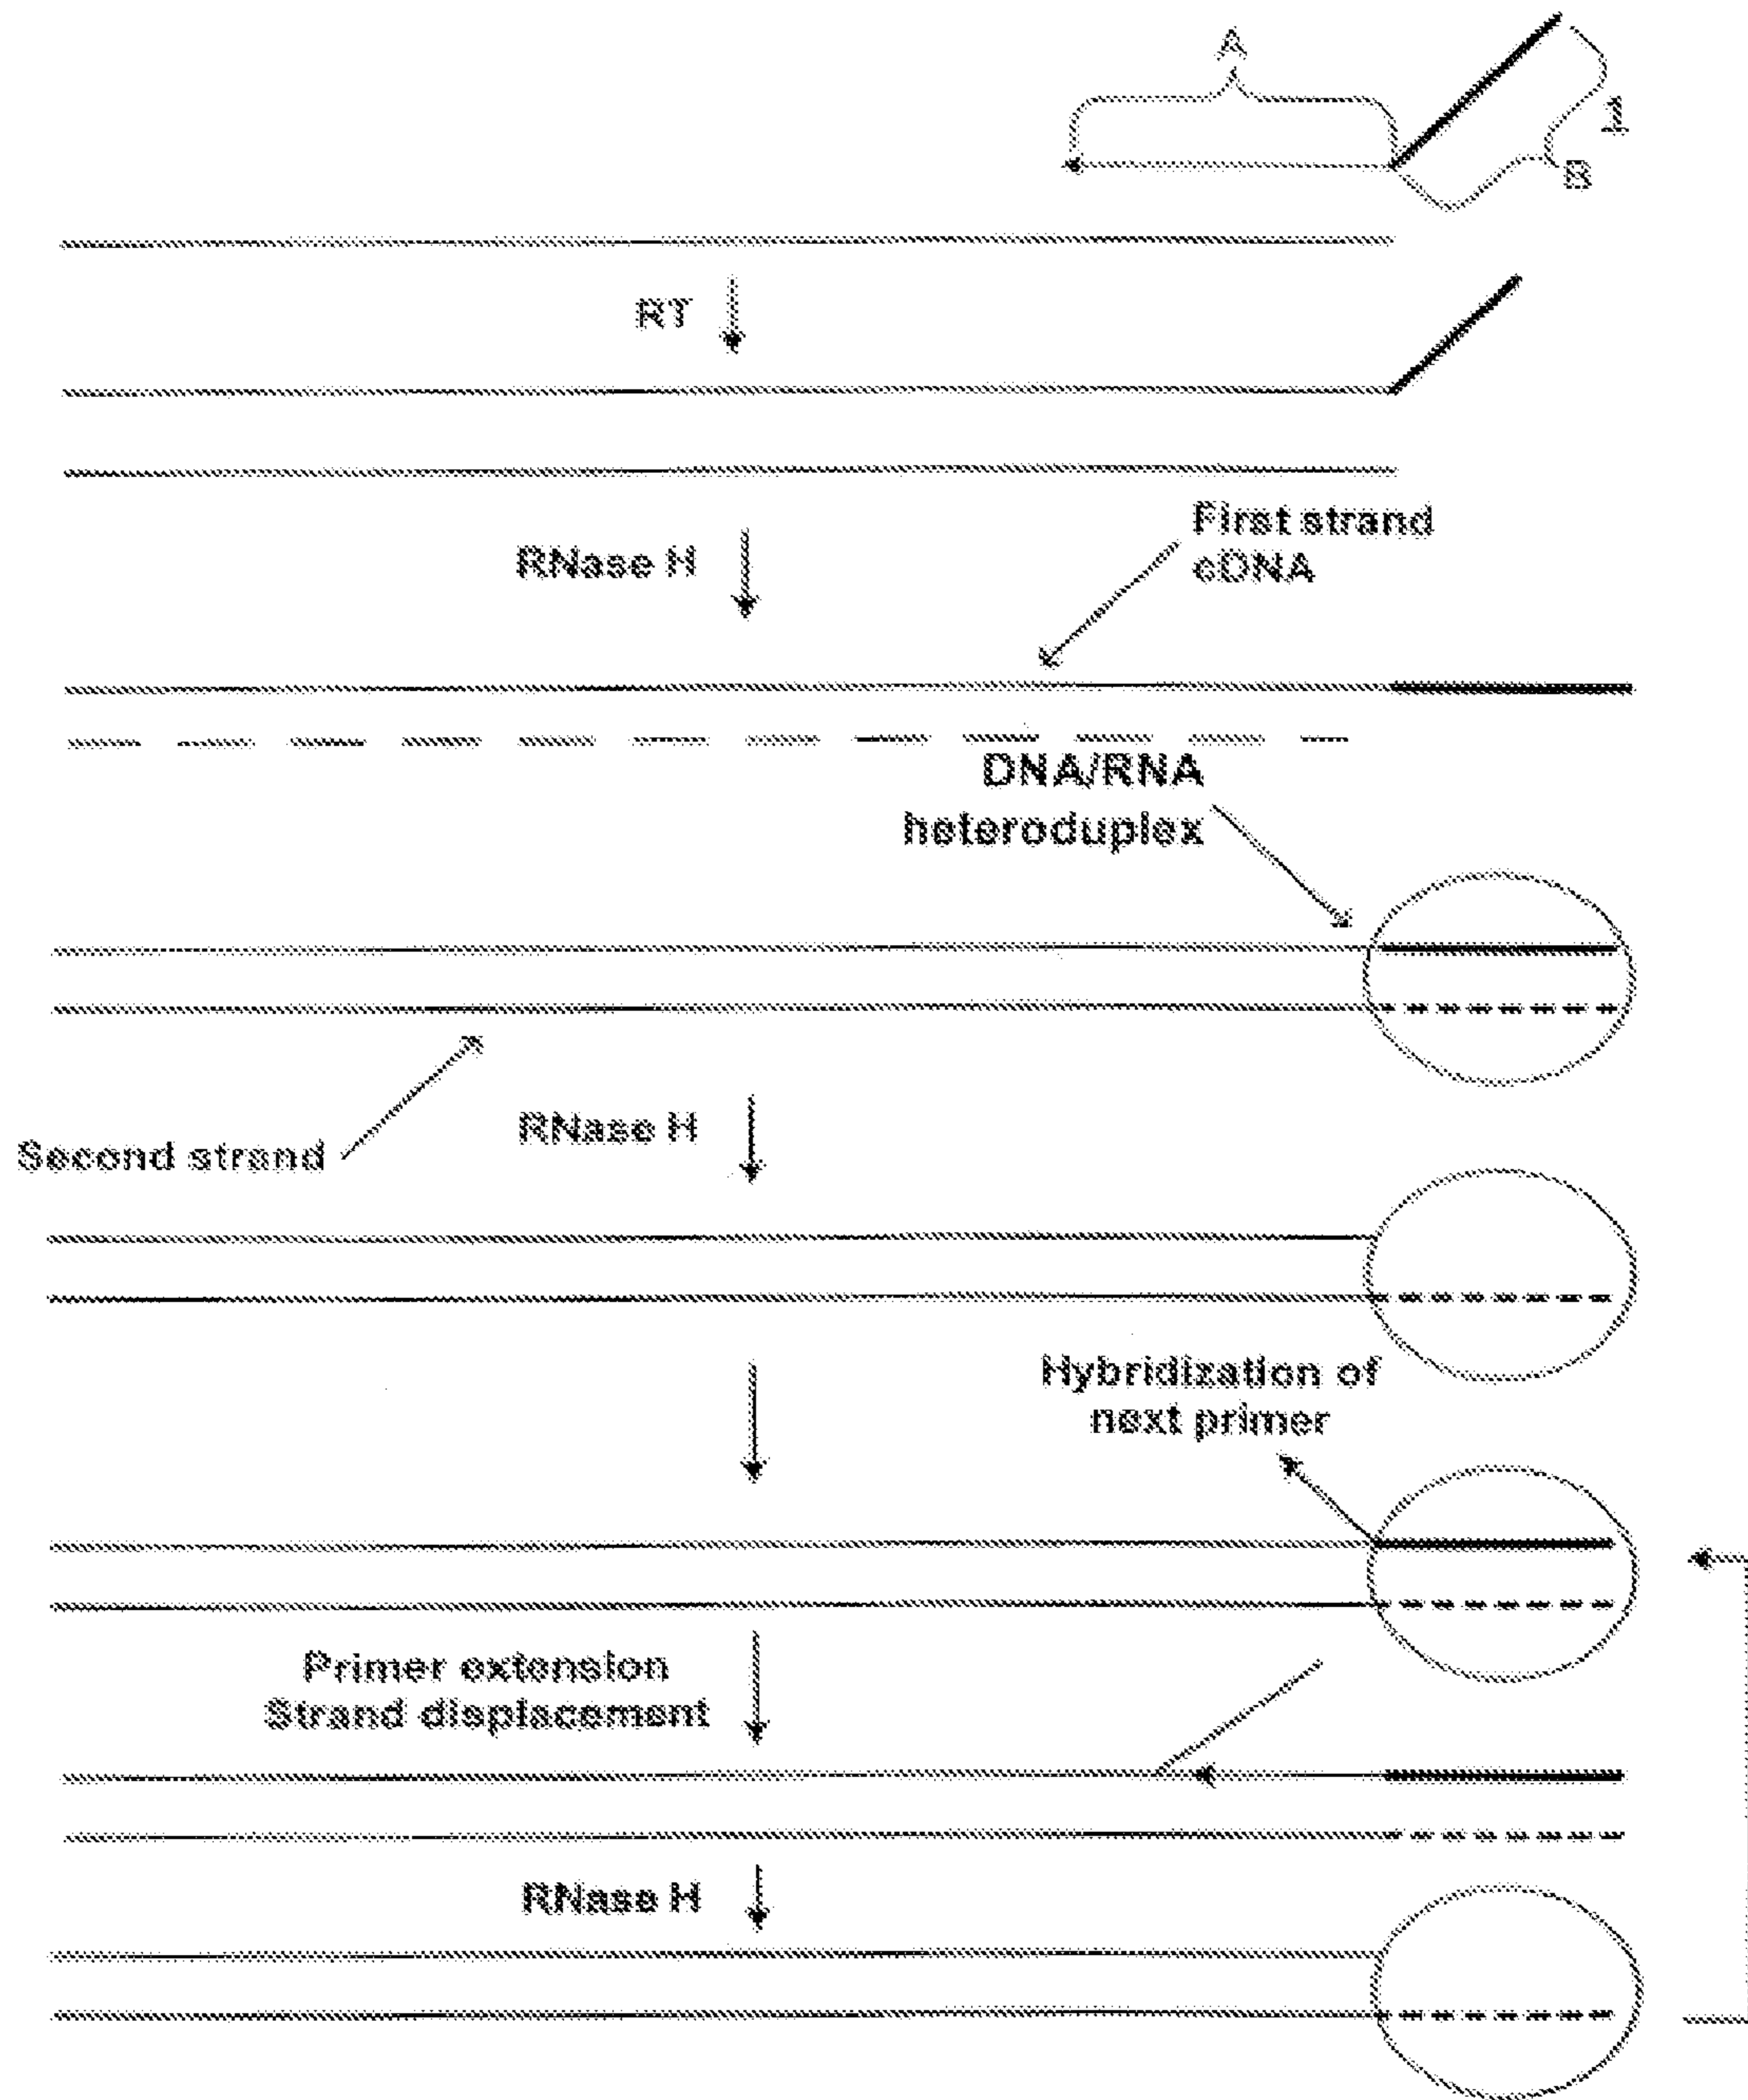 A
1
B
RT
First strand
cDNA
RNase H
DNA/RNA
heteroduplex
RNase H
Second strand
Hybridization of
next primer
Primer extension
Strand displacement
RNase H